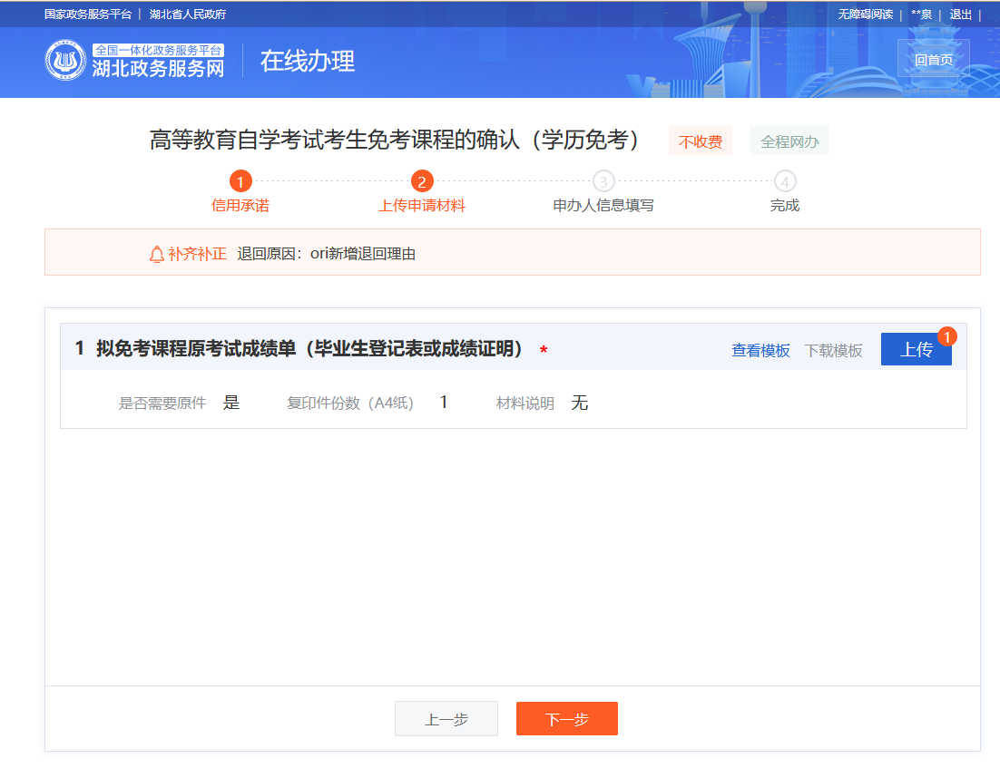 国家政务服务平台 | 湖北省人民政府 无障碍阅读 | **泉 | 退出 |
全国一体化政务服务平台
湖北政务服务网 在线办理 回首页
高等教育自学考试考生免考课程的确认（学历免考） 不收费 全程网办
1 2 3 4
信用承诺 上传申请材料 申办人信息填写 完成
补齐补正 退回原因：ori新增退回理由
1 拟免考课程原考试成绩单（毕业生登记表或成绩证明） * 查看模板 下载模板 上传 1
是否需要原件 是 复印件份数（A4纸） 1 材料说明 无
上一步 下一步